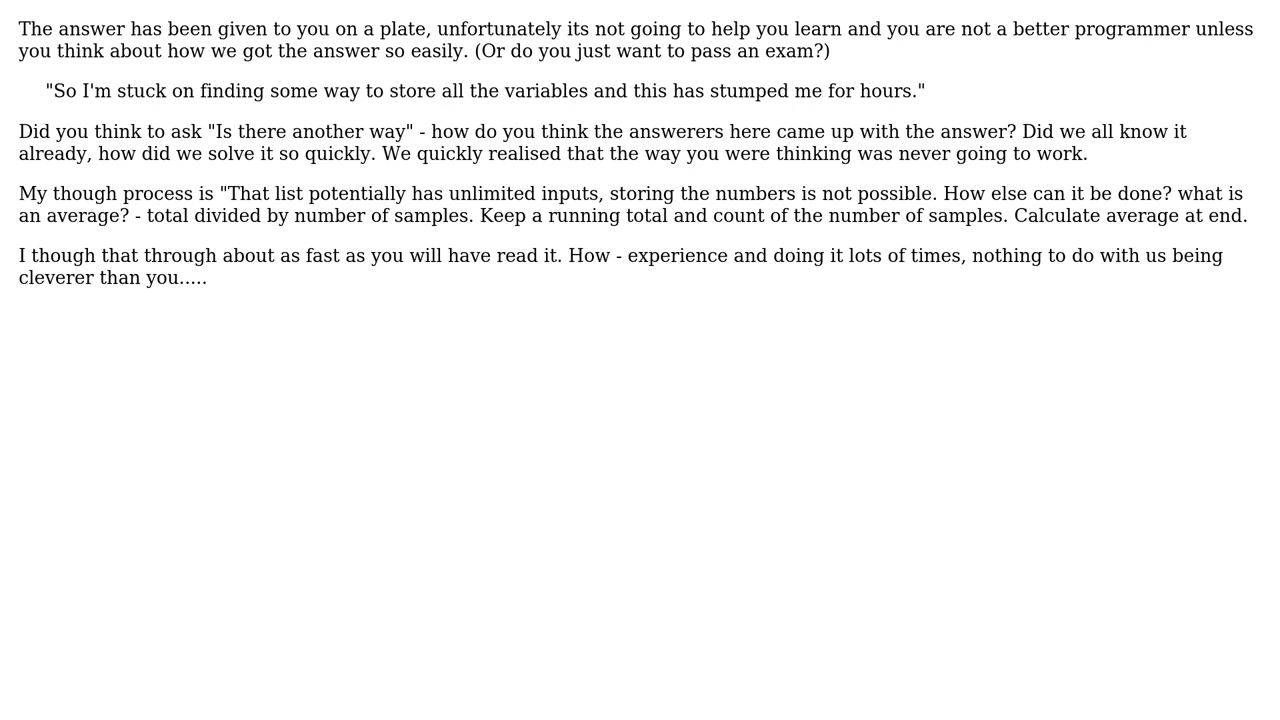 The answer has been given to you on a plate, unfortunately its not going to help you learn and you are not a better programmer unless
you think about how we got the answer so easily. (Or do you just want to pass an exam?)
"So I'm stuck on finding some way to store all the variables and this has stumped me for hours."
Did you think to ask "Is there another way" - how do you think the answerers here came up with the answer? Did we all know it
already, how did we solve it so quickly. We quickly realised that the way you were thinking was never going to work.
My though process is "That list potentially has unlimited inputs, storing the numbers is not possible. How else can it be done? what is
an average? - total divided by number of samples. Keep a running total and count of the number of samples. Calculate average at end.
I though that through about as fast as you will have read it. How - experience and doing it lots of times, nothing to do with us being
cleverer than you.....